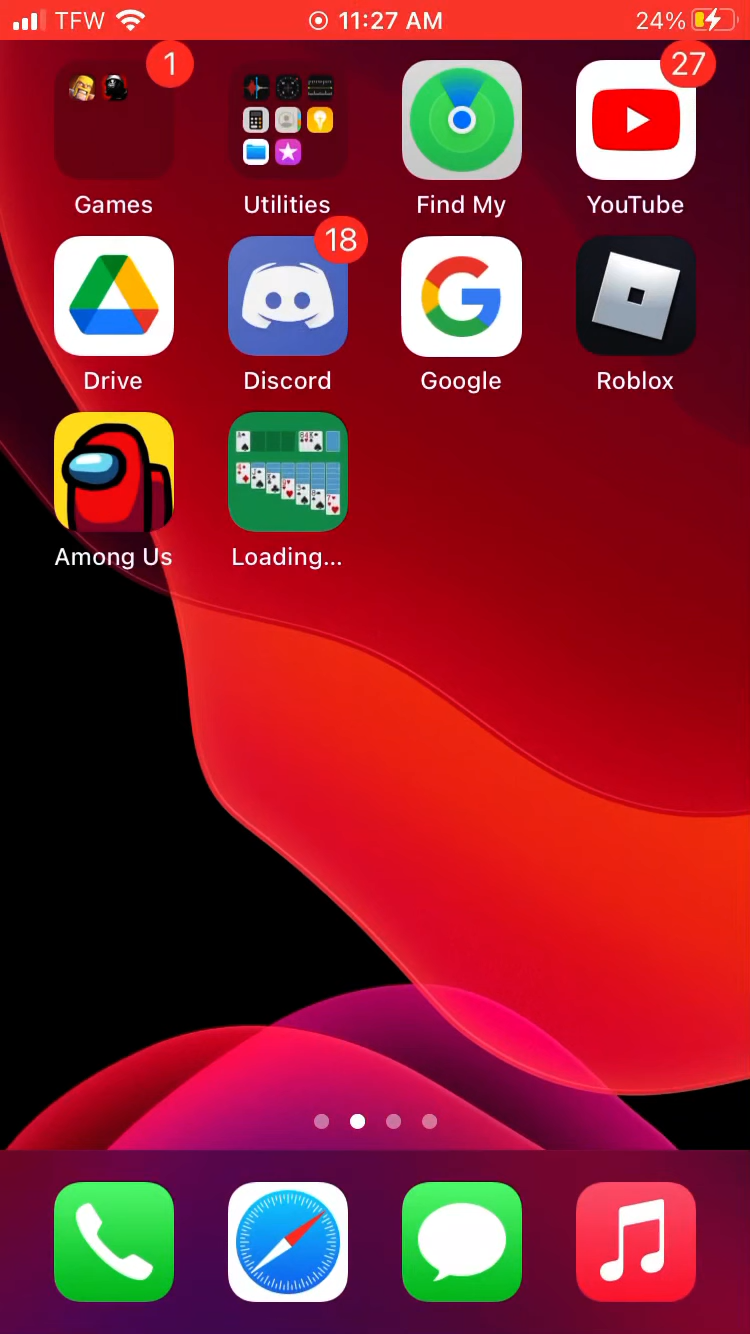 TFW 11:27 AM 24%
1 27
Games Utilities Find My YouTube
18
Drive Discord Google Roblox
Among Us Loading...